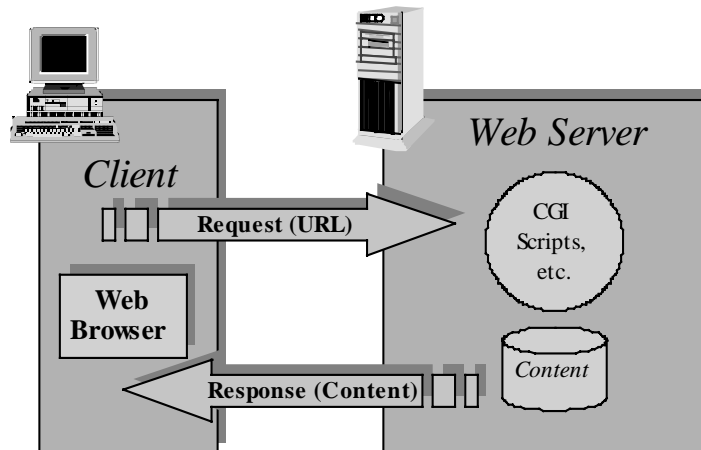 Web Server
Client
Request (URL)
CGI
Scripts,
etc.
Web
Browser
Content
Response (Content)